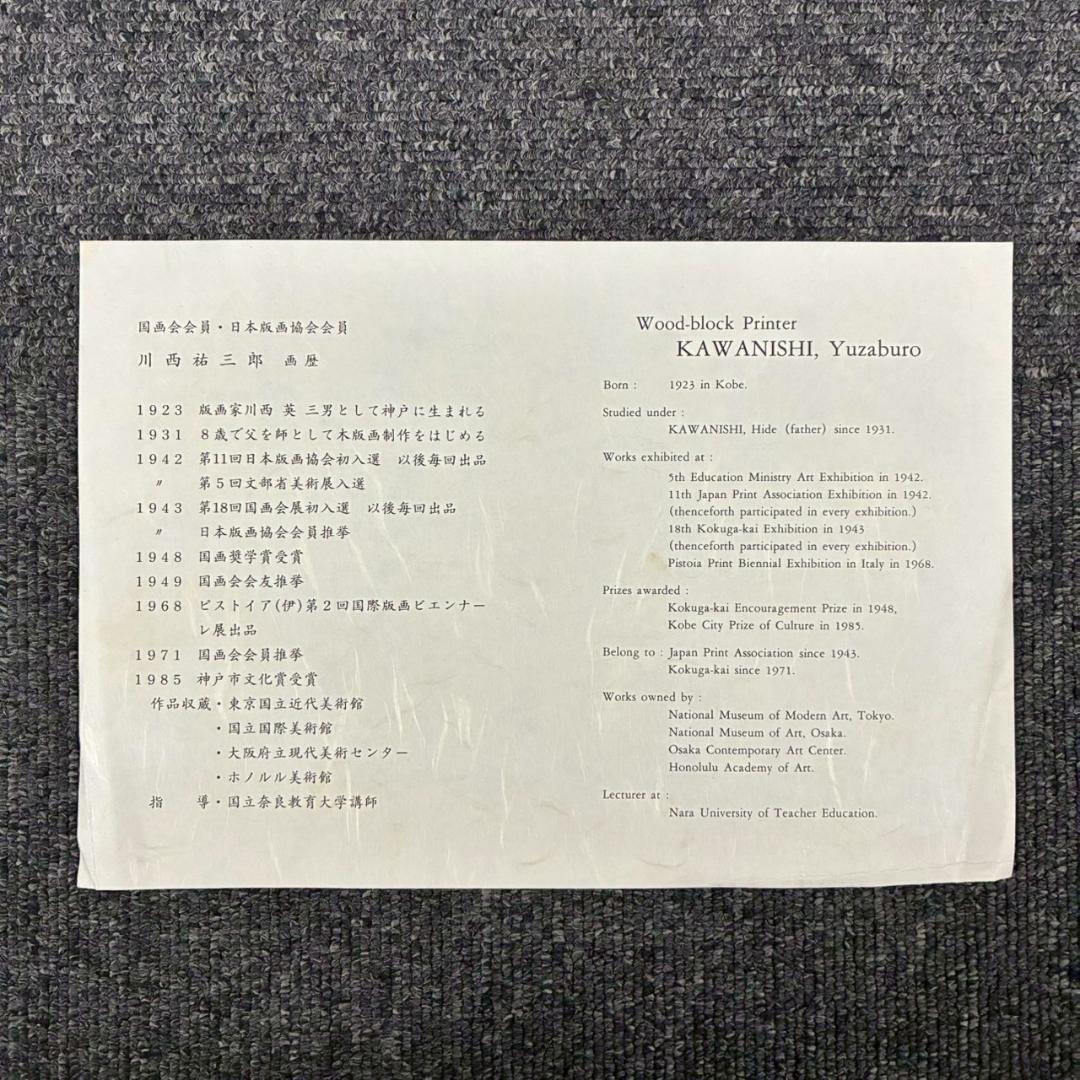 国画会会員・日本版画協会会員
川西祐三郎 画歴
1923 版画家川西 英 三男として神戸に生まれる
1931 8歳で父を師として木版画制作をはじめる
1942 第11回日本版画協会初入選 以後毎回出品
〃 第5回文部省美術展入選
1943 第18回国画会展初入選 以後毎回出品
〃 日本版画協会会員推挙
1948 国画奨学賞受賞
1949 国画会会友推挙
1968 ピストイア(伊)第2回国際版画ビエンナー
レ展出品
1971 国画会会員推挙
1985 神戸市文化賞受賞
作品収蔵・東京国立近代美術館
・国立国際美術館
・大阪府立現代美術センター
・ホノルル美術館
指 導・国立奈良教育大学講師
Wood-block Printer
KAWANISHI, Yuzaburo
Born : 1923 in Kobe.
Studied under :
KAWANISHI, Hide (father) since 1931.
Works exhibited at :
5th Education Ministry Art Exhibition in 1942.
11th Japan Print Association Exhibition in 1942.
(thenceforth participated in every exhibition.)
18th Kokuga-kai Exhibition in 1943
(thenceforth participated in every exhibition.)
Pistoia Print Biennial Exhibition in Italy in 1968.
Prizes awarded :
Kokuga-kai Encouragement Prize in 1948,
Kobe City Prize of Culture in 1985.
Belong to : Japan Print Association since 1943.
Kokuga-kai since 1971.
Works owned by :
National Museum of Modern Art, Tokyo.
National Museum of Art, Osaka.
Osaka Contemporary Art Center.
Honolulu Academy of Art.
Lecturer at :
Nara University of Teacher Education.